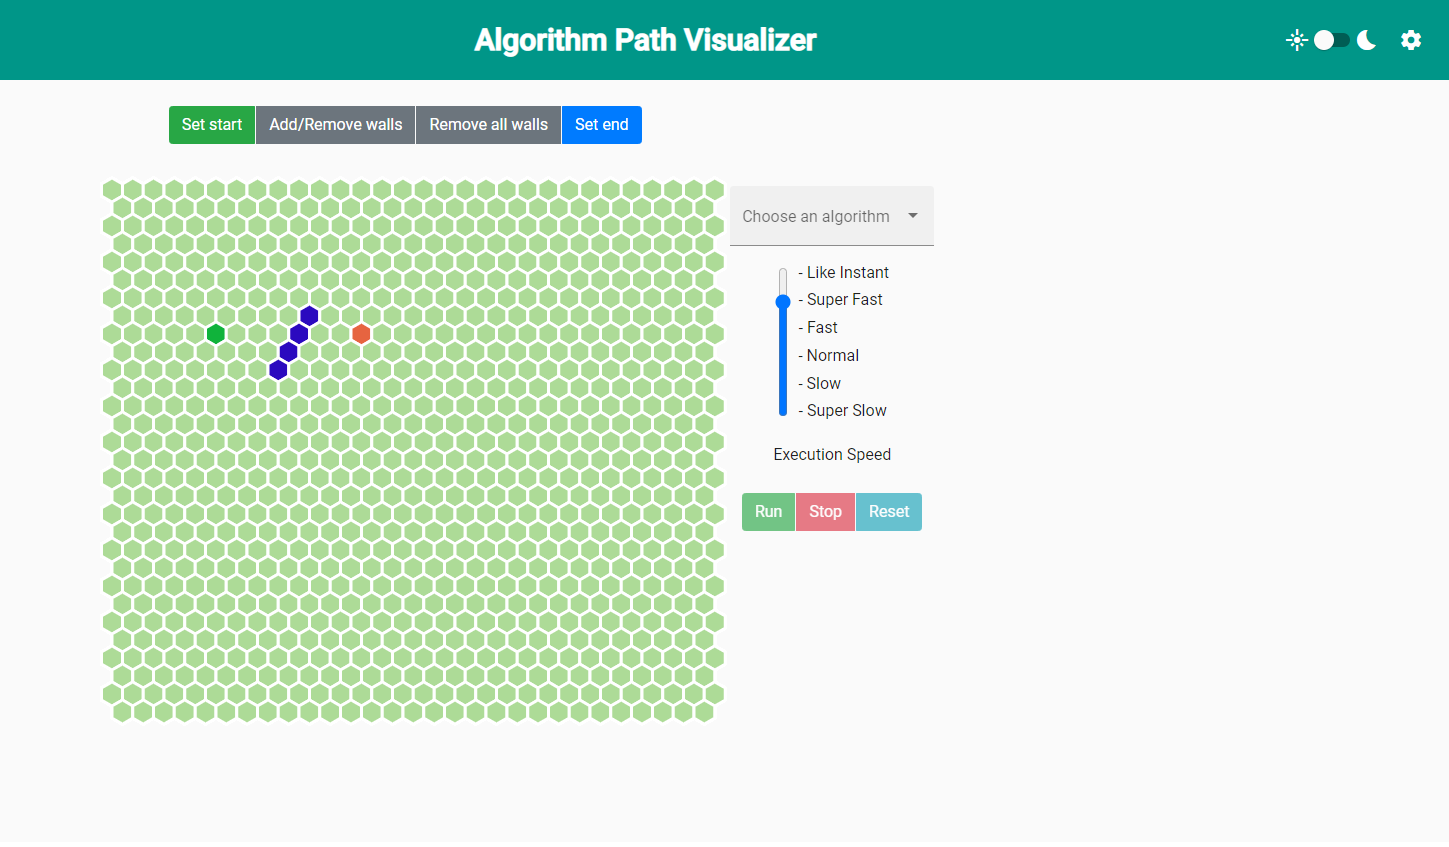 Algorithm Path Visualizer
Set start
Add/Remove walls
Remove all walls
Set end
Choose an algorithm
- Like Instant
- Super Fast
- Fast
- Normal
- Slow
- Super Slow
Execution Speed
Run
Stop
Reset